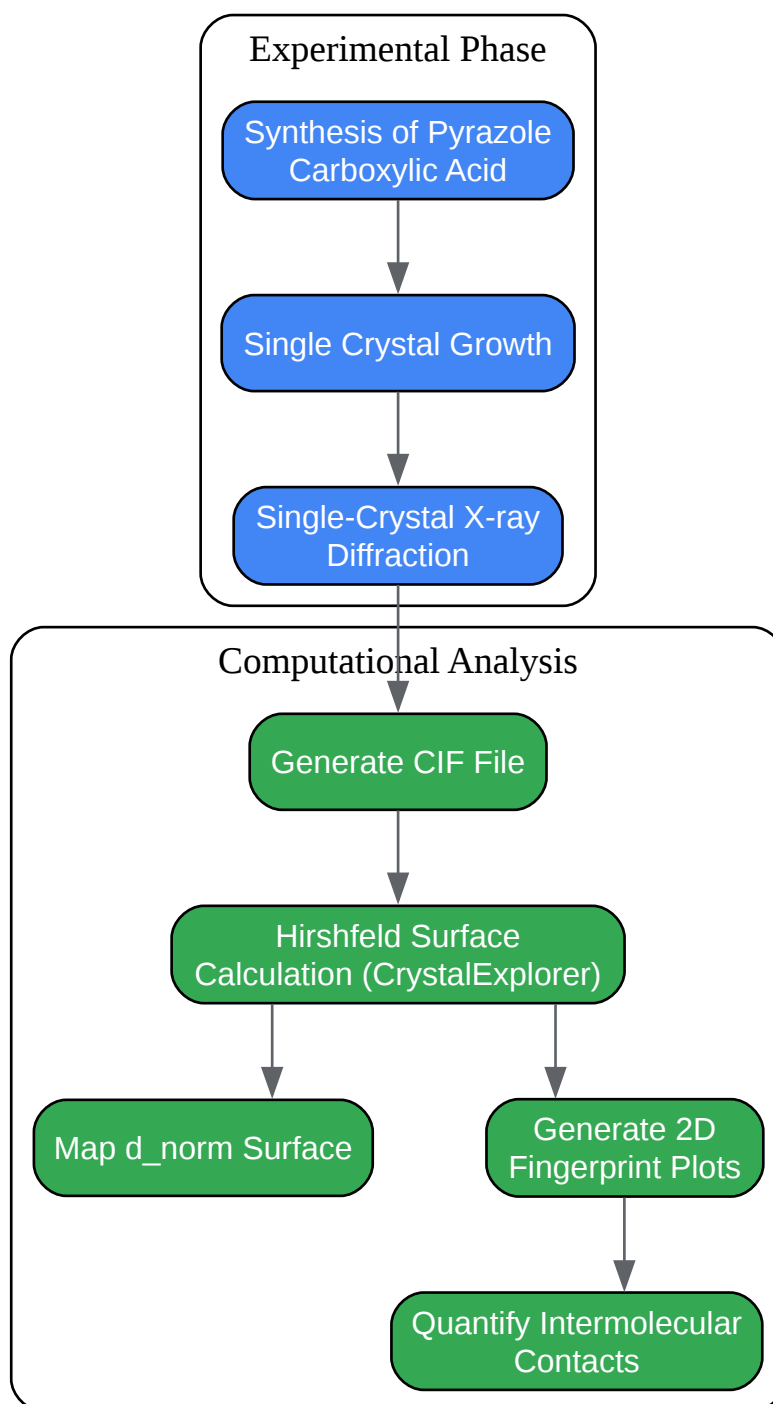 Experimental Phase
Synthesis of Pyrazole
Carboxylic Acid
Single Crystal Growth
Single-Crystal X-ray
Diffraction
Computational Analysis
Generate CIF File
Hirshfeld Surface
Calculation (CrystalExplorer)
Map d_norm Surface
Generate 2D
Fingerprint Plots
Quantify Intermolecular
Contacts